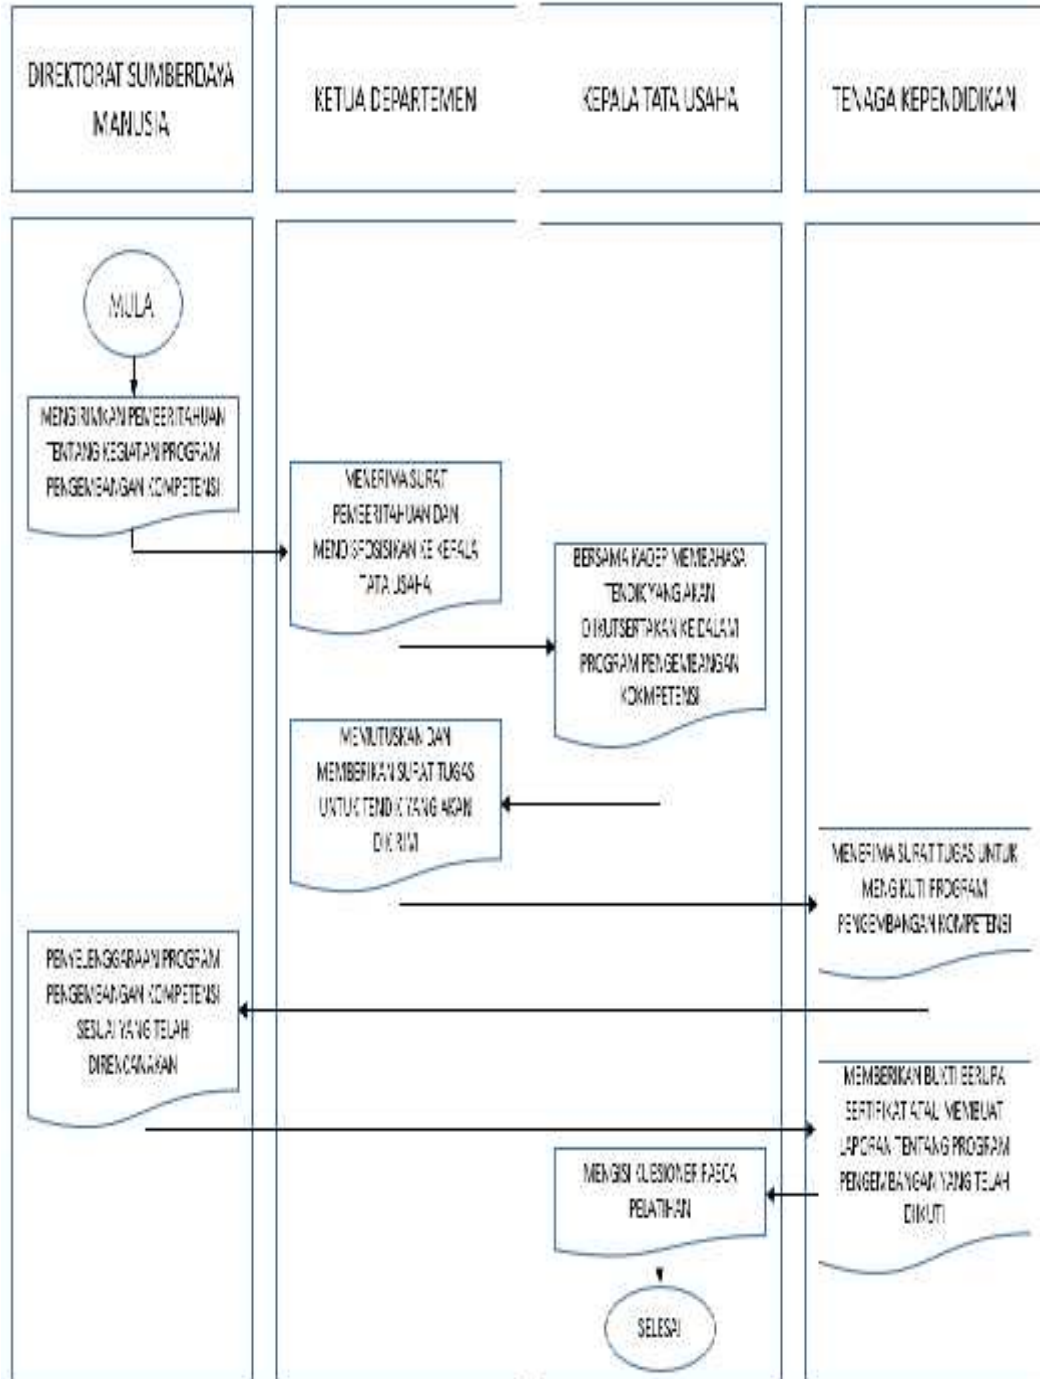 DIREKTORAT SUMBERDAYA
MANUSIA
KETUA DEPARTEMEN
KEPALA TATA USAHA
TENAGA KEPENDIDIKAN
MULA
MENGIRIMKAN PEMBERITAHUAN
TENTANG KEGIATAN PROGRAM
PENGEMBANGAN KOMPETENSI
MENERIMA SURAT
PEMBERITAHUAN DAN
MENDISPOSISIKAN KE KEPALA
TATA USAHA
BERSAMA KADEP MEMBAHASA
TENDIK YANG AKAN
DIIKUTSERTAKAN KE DALAM
PROGRAM PENGEMBANGAN
KOKMPETENSI
MEMUTUSKAN DAN
MEMBERIKAN SURAT TUGAS
UNTUK TENDIK YANG AKAN
DIKIRIM
MENERIMA SURAT TUGAS UNTUK
MENGIKUTI PROGRAM
PENGEMBANGAN KOMPETENSI
PENYELENGGARAAN PROGRAM
PENGEMBANGAN KOMPETENSI
SESUAI YANG TELAH
DIRENCANAKAN
MEMBERIKAN BUKTI BERUPA
SERTIFIKAT ATAU MEMBUAT
LAPORAN TENTANG PROGRAM
PENGEMBANGAN YANG TELAH
DIIKUTI
MENGISI KUESIONER PASCA
PELATIHAN
SELESAI